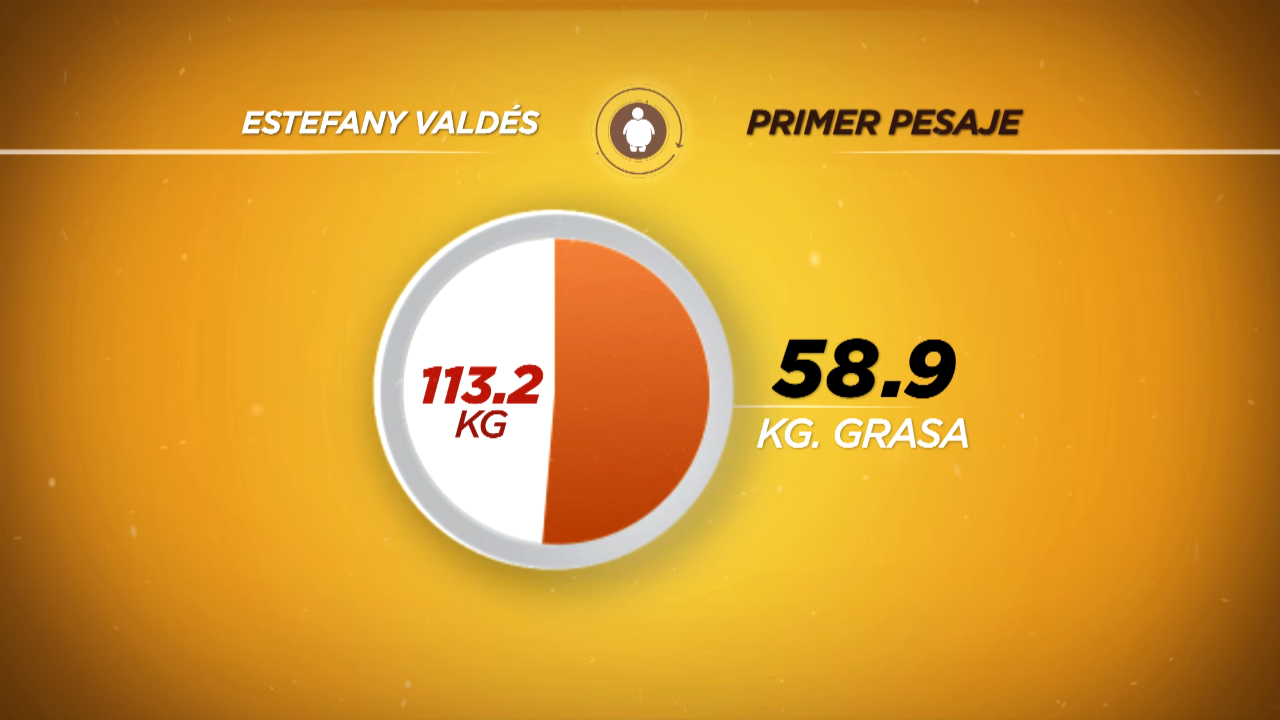 ESTEFANY VALDÉS
PRIMER PESAJE
113.2
KG
58.9
KG. GRASA